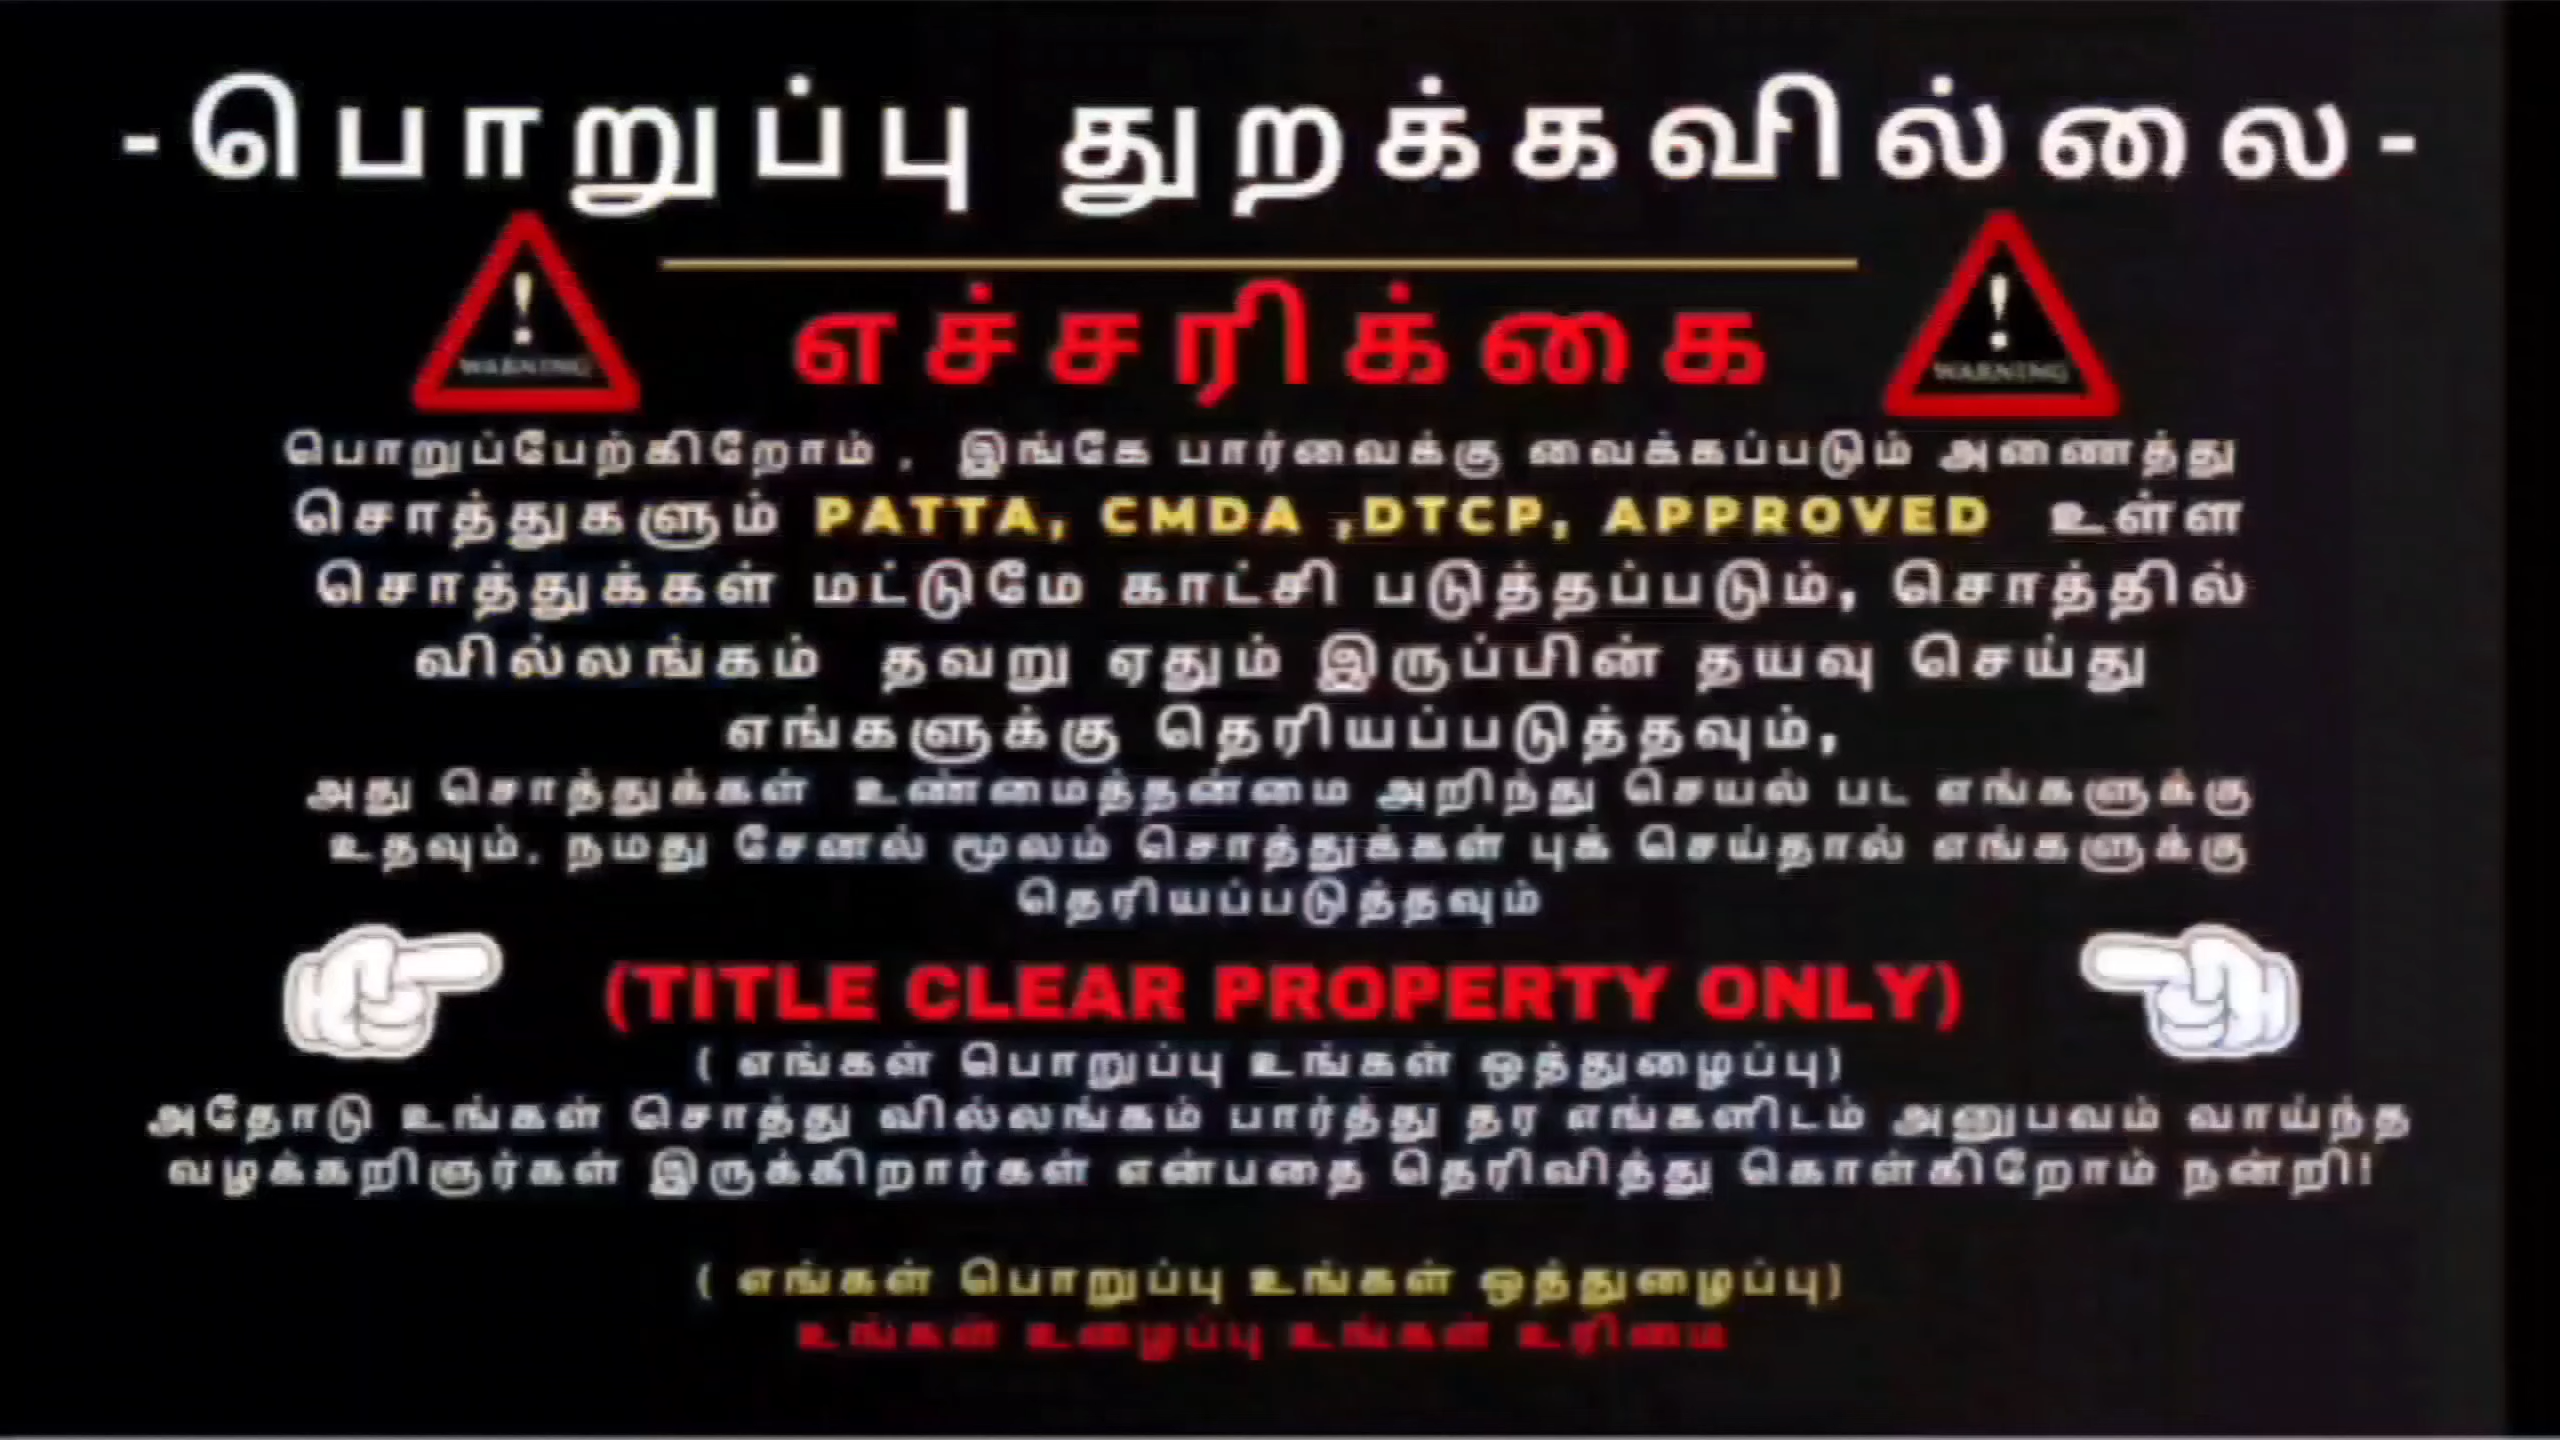 -பொறுப்பு துறக்கவில்லை-
எச்சரிக்கை
! WARNING
! WARNING
பொறுப்பேற்கிறோம் . இங்கே பார்வைக்கு வைக்கப்படும் அணைத்து
சொத்துகளும் PATTA, CMDA ,DTCP, APPROVED உள்ள
சொத்துக்கள் மட்டுமே காட்சி படுத்தப்படும், சொத்தில்
வில்லங்கம் தவறு ஏதும் இருப்பின் தயவு செய்து
எங்களுக்கு தெரியப்படுத்தவும்,
அது சொத்துக்கள் உண்மைத்தன்மை அறிந்து செயல் பட எங்களுக்கு
உதவும். நமது சேனல் மூலம் சொத்துக்கள் புக் செய்தால் எங்களுக்கு
தெரியப்படுத்தவும்
(TITLE CLEAR PROPERTY ONLY)
( எங்கள் பொறுப்பு உங்கள் ஒத்துழைப்பு)
அதோடு உங்கள் சொத்து வில்லங்கம் பார்த்து தர எங்களிடம் அனுபவம் வாய்ந்த
வழக்கறிஞர்கள் இருக்கிறார்கள் என்பதை தெரிவித்து கொள்கிறோம் நன்றி!
( எங்கள் பொறுப்பு உங்கள் ஒத்துழைப்பு)
உங்கள் உழைப்பு உங்கள் உரிமை